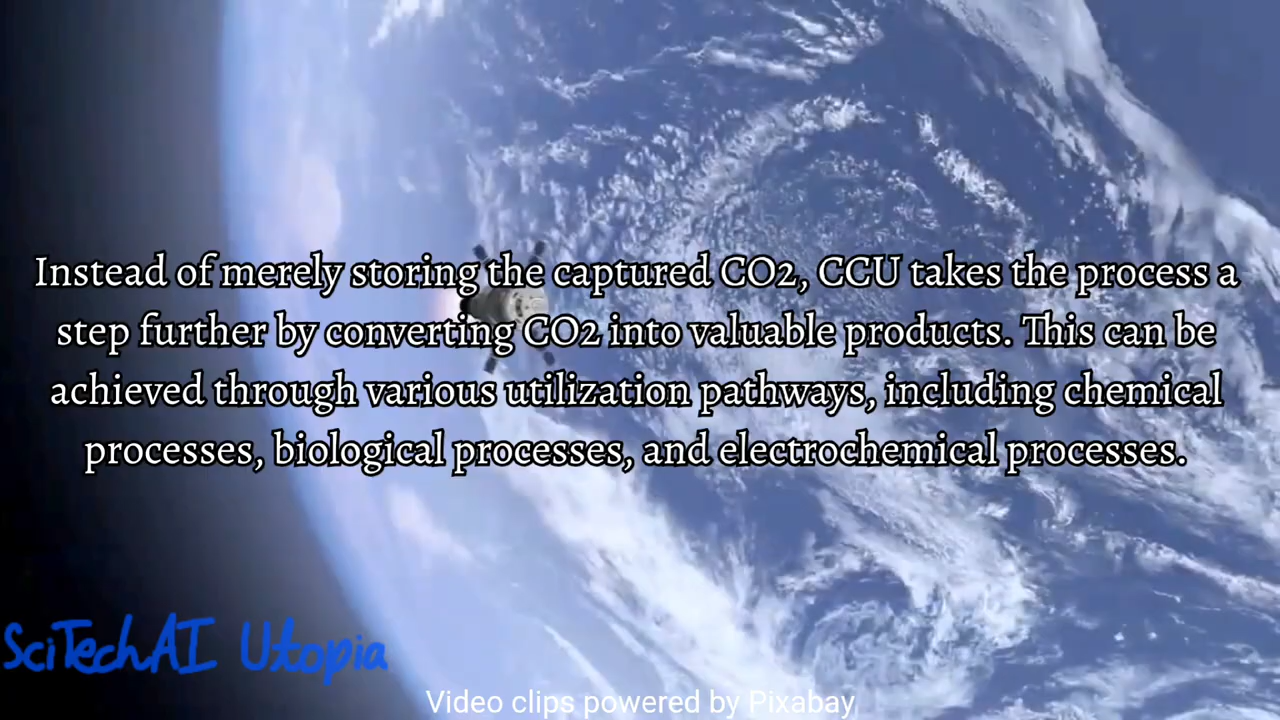 Instead of merely storing the captured CO2, CCU takes the process a
step further by converting CO2 into valuable products. This can be
achieved through various utilization pathways, including chemical
processes, biological processes, and electrochemical processes.
SciTechAI Utopia
Video clips powered by Pixabay